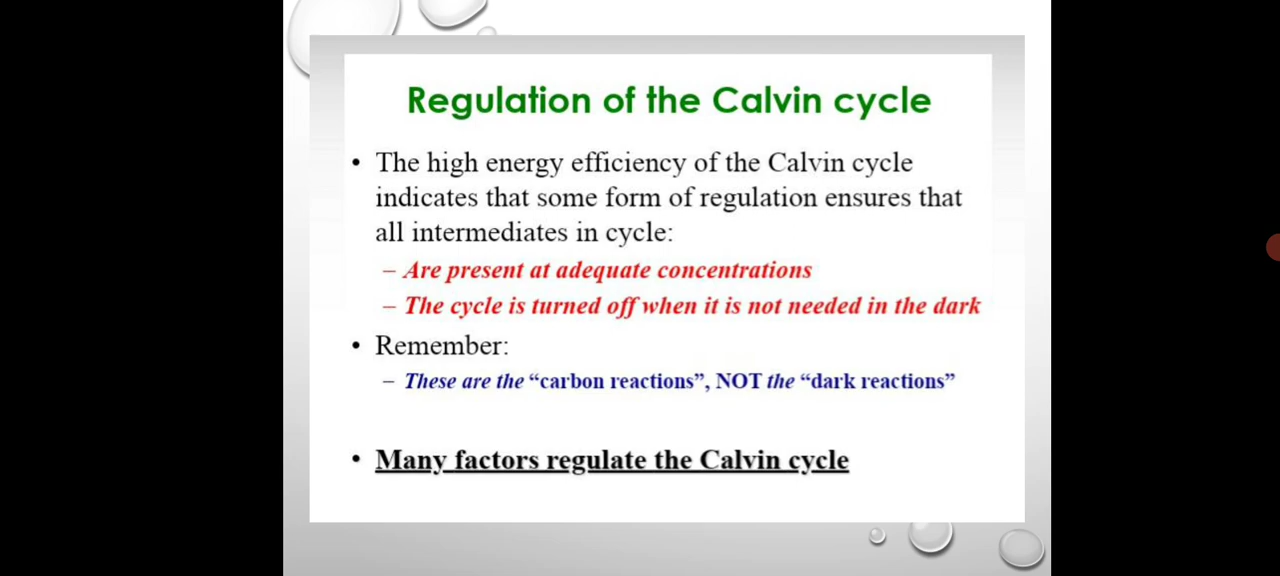 Regulation of the Calvin cycle
• The high energy efficiency of the Calvin cycle
indicates that some form of regulation ensures that
all intermediates in cycle:
– Are present at adequate concentrations
– The cycle is turned off when it is not needed in the dark
• Remember:
– These are the “carbon reactions”, NOT the “dark reactions”
• Many factors regulate the Calvin cycle